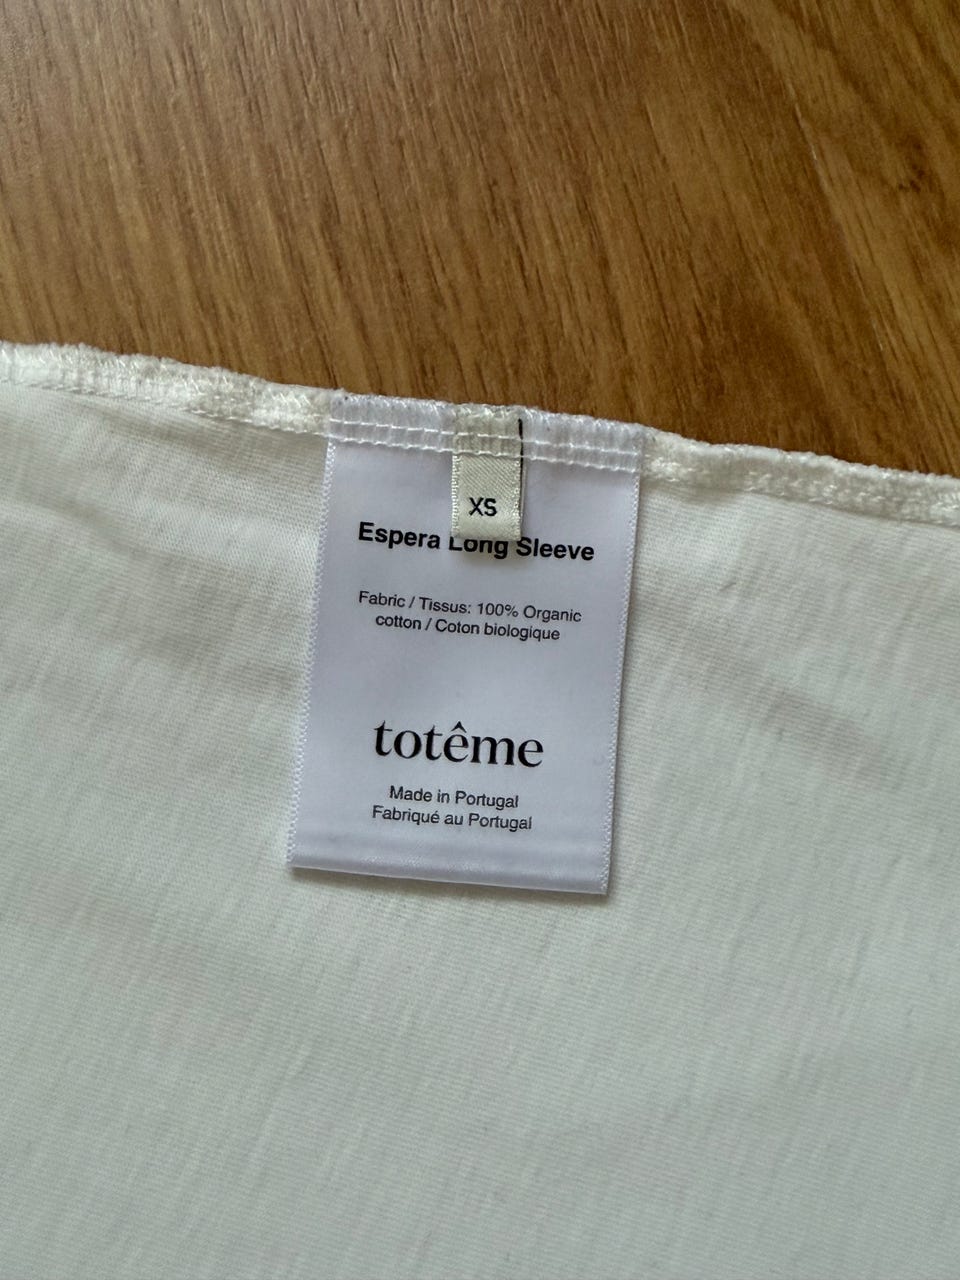 XS
Espera Long Sleeve
Fabric / Tissus: 100% Organic
cotton / Coton biologique
totême
Made in Portugal
Fabriqué au Portugal